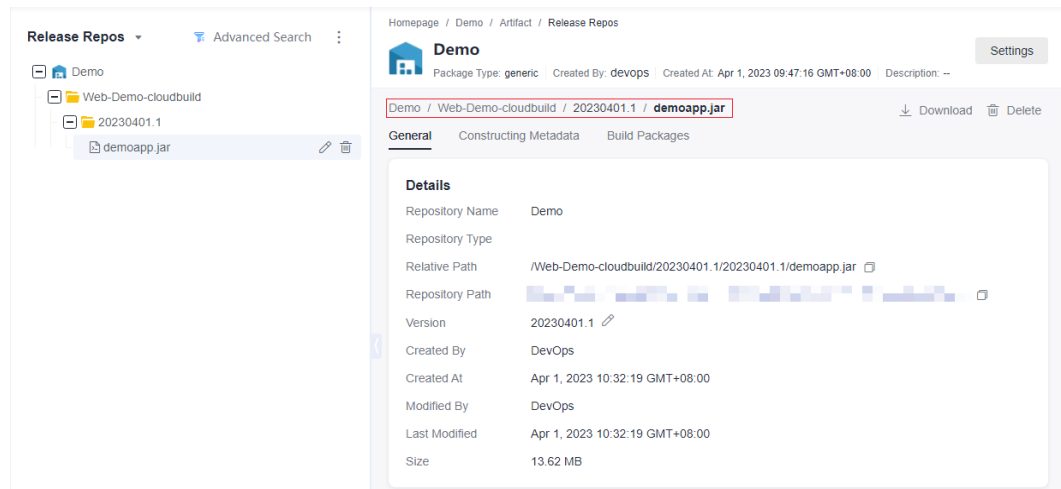 Release Repos
Advanced Search
Demo
Web-Demo-cloudbuild
20230401.1
demoapp.jar
Homepage / Demo / Artifact / Release Repos
Demo
Settings
Package Type: generic Created By: devops Created At: Apr 1, 2023 09:47:16 GMT+08:00 Description: --
Demo / Web-Demo-cloudbuild / 20230401.1 / demoapp.jar
Download Delete
General Constructing Metadata Build Packages
Details
Repository Name Demo
Repository Type
Relative Path /Web-Demo-cloudbuild/20230401.1/20230401.1/demoapp.jar
Repository Path
Version 20230401.1
Created By DevOps
Created At Apr 1, 2023 10:32:19 GMT+08:00
Modified By DevOps
Last Modified Apr 1, 2023 10:32:19 GMT+08:00
Size 13.62 MB